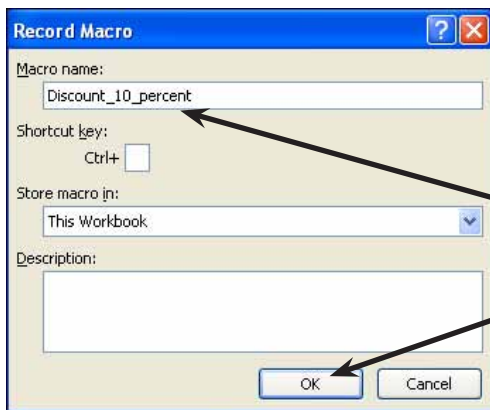 Record Macro
Macro name:
Discount_10_percent
Shortcut key:
Ctrl+
Store macro in:
This Workbook
Description:
OK Cancel